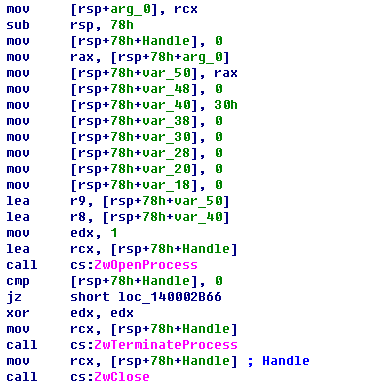 mov [rsp+arg_0], rcx
sub rsp, 78h
mov [rsp+78h+Handle], 0
mov rax, [rsp+78h+arg_0]
mov [rsp+78h+var_50], rax
mov [rsp+78h+var_48], 0
mov [rsp+78h+var_40], 30h
mov [rsp+78h+var_38], 0
mov [rsp+78h+var_30], 0
mov [rsp+78h+var_28], 0
mov [rsp+78h+var_20], 0
mov [rsp+78h+var_18], 0
lea r9, [rsp+78h+var_50]
lea r8, [rsp+78h+var_40]
mov edx, 1
lea rcx, [rsp+78h+Handle]
call cs:ZwOpenProcess
cmp [rsp+78h+Handle], 0
jz short loc_140002B66
xor edx, edx
mov rcx, [rsp+78h+Handle]
call cs:ZwTerminateProcess
mov rcx, [rsp+78h+Handle] ; Handle
call cs:ZwClose